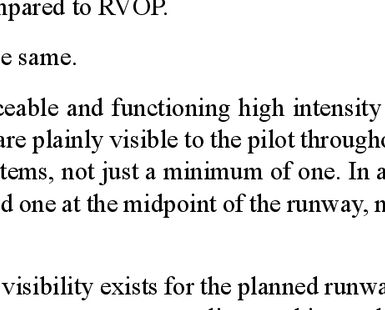 mpared to RVOP.
e same.
ceable and functioning high intensity
are plainly visible to the pilot through
tems, not just a minimum of one. In a
d one at the midpoint of the runway,
visibility exists for the planned runwa